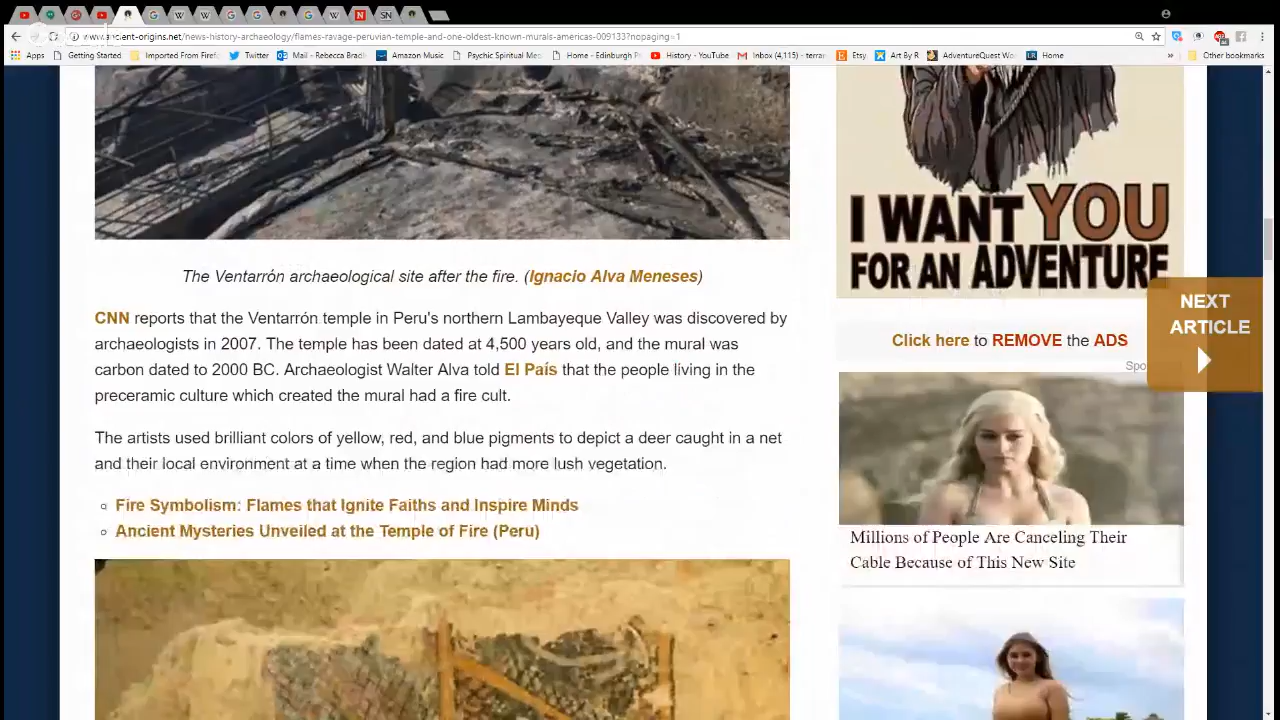 www.ancient-origins.net/news-history-archaeology/flames-ravage-peruvian-temple-and-one-oldest-known-murals-americas-009133?nopaging=1
Apps Getting Started Imported From Firefox Twitter Mail - Rebecca Bradl Amazon Music Psychic Spiritual Me Home - Edinburgh P History - YouTube Inbox (4,115) - terran Etsy Art By R AdventureQuest Wo Home » Other bookmarks
I WANT YOU
FOR AN ADVENTURE
The Ventarrón archaeological site after the fire. (Ignacio Alva Meneses)
CNN reports that the Ventarrón temple in Peru's northern Lambayeque Valley was discovered by
archaeologists in 2007. The temple has been dated at 4,500 years old, and the mural was
carbon dated to 2000 BC. Archaeologist Walter Alva told El País that the people living in the
preceramic culture which created the mural had a fire cult.
The artists used brilliant colors of yellow, red, and blue pigments to depict a deer caught in a net
and their local environment at a time when the region had more lush vegetation.
Fire Symbolism: Flames that Ignite Faiths and Inspire Minds
Ancient Mysteries Unveiled at the Temple of Fire (Peru)
NEXT
ARTICLE
Click here to REMOVE the ADS
Spo
Millions of People Are Canceling Their
Cable Because of This New Site